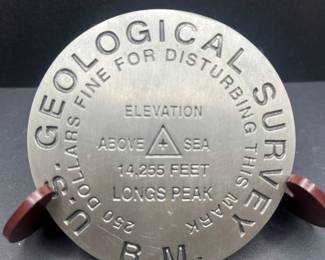 U.S. GEOLOGICAL SURVEY
250 DOLLARS FINE FOR DISTURBING THIS MARK
ELEVATION
ABOVE SEA
14,255 FEET
LONGS PEAK
B.M.